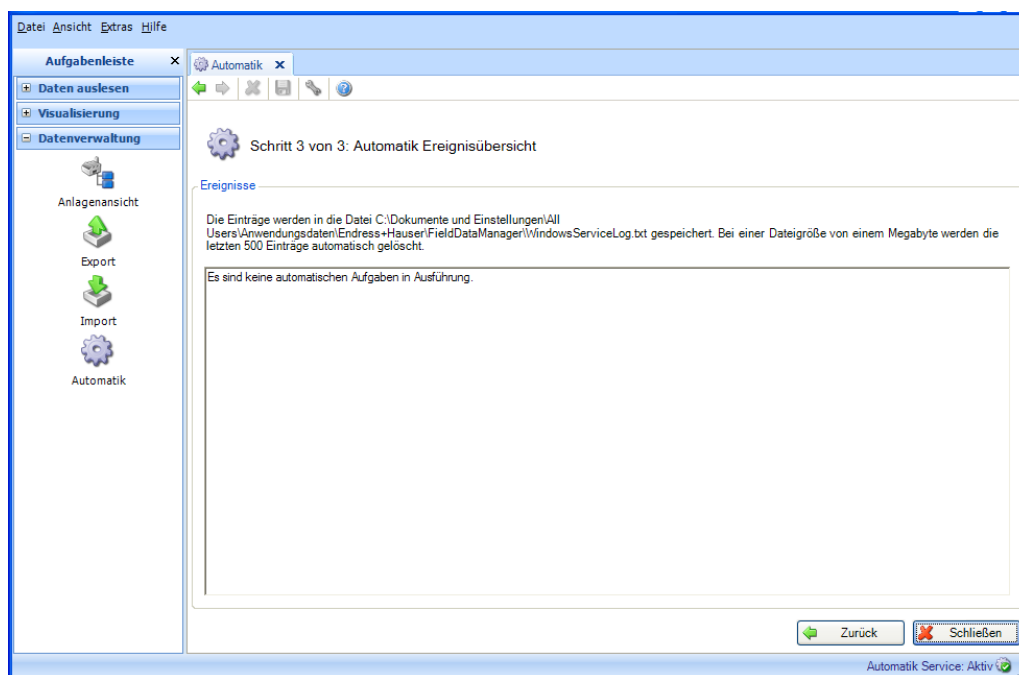 Datei Ansicht Extras Hilfe
Aufgabenleiste
Automatik
Daten auslesen
Visualisierung
Datenverwaltung
Anlagenansicht
Export
Import
Automatik
Schritt 3 von 3: Automatik Ereignisübersicht
Ereignisse
Die Einträge werden in die Datei C:\Dokumente und Einstellungen\All
Users\Anwendungsdaten\Endress+Hauser\FieldDataManager\WindowsServiceLog.txt gespeichert. Bei einer Dateigröße von einem Megabyte werden die
letzten 500 Einträge automatisch gelöscht.
Es sind keine automatischen Aufgaben in Ausführung.
Zurück
Schließen
Automatik Service: Aktiv